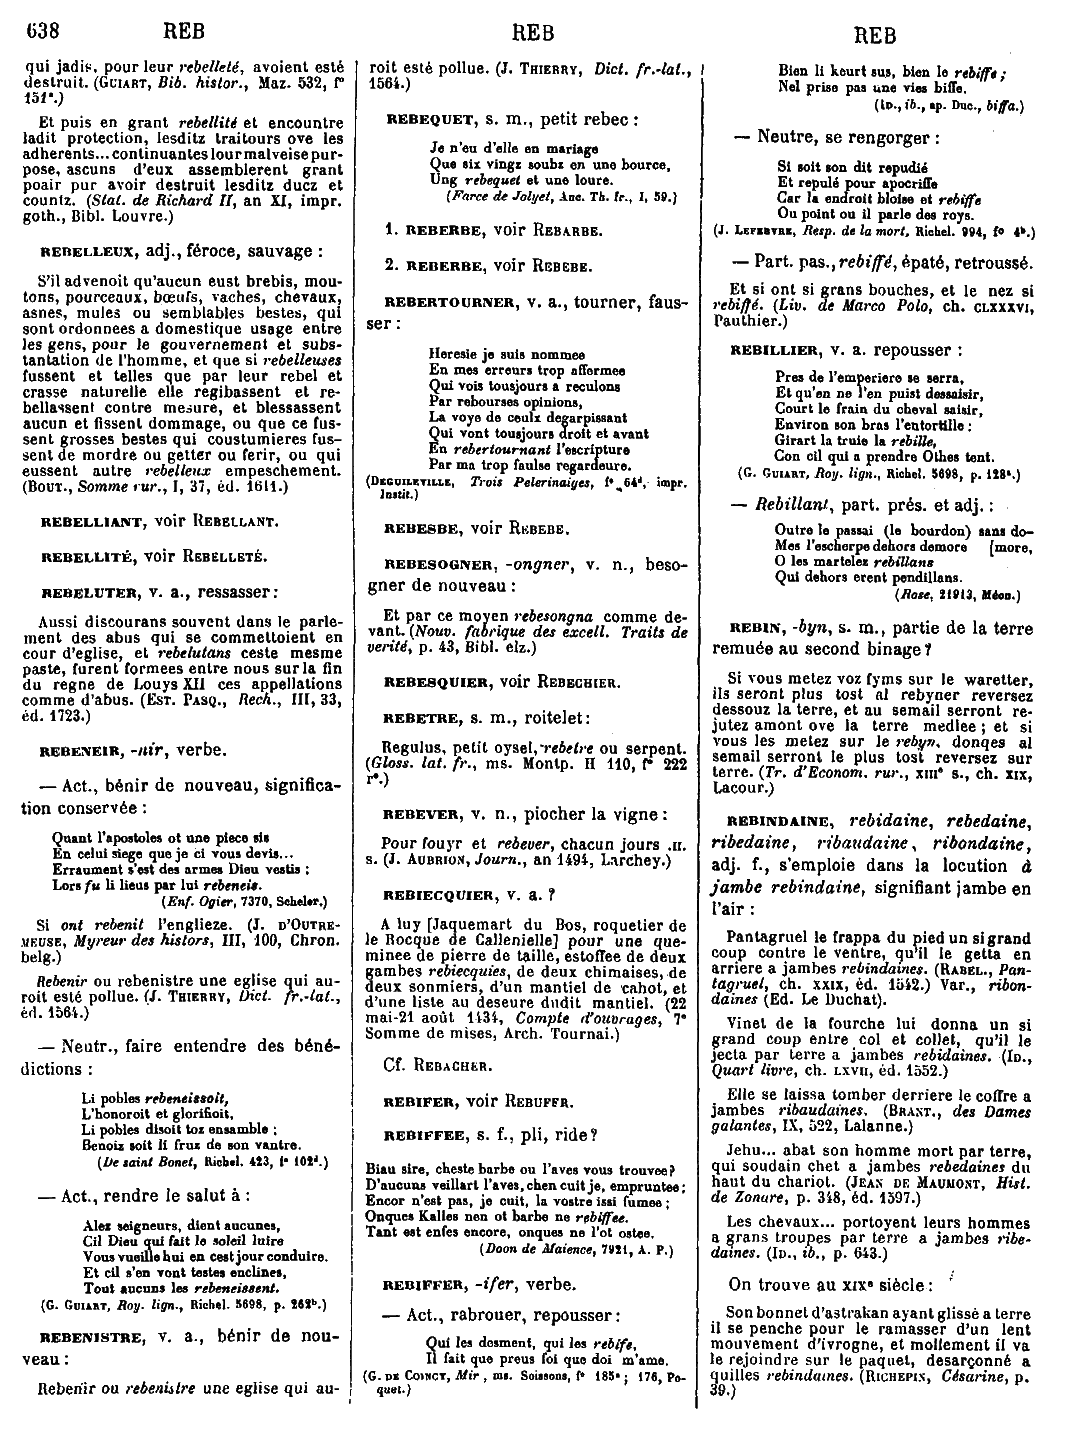 638 REB REB REB
qui jadis, pour leur rebelleté, avoient esté
destruit. (GUIART, Bib. histor., Maz. 532, f°
151ª.)
Et puis en grant rebellité et encountre
ladit protection, lesditz traitours ove les
adherents... continuantes lour malveise pur-
pose, ascuns d'eux assemblerent grant
poair pur avoir destruit lesditz ducz et
countz. (Stat. de Richard II, an XI, impr.
goth., Bibl. Louvre.)
REBELLEUX, adj., féroce, sauvage :
S'il advenoit qu'aucun eust brebis, mou-
tons, pourceaux, bœufs, vaches, chevaux,
asnes, mules ou semblables bestes, qui
sont ordonnees a domestique usage entre
les gens, pour le gouvernement et subs-
tantation de l'homme, et que si rebelleuses
fussent et telles que par leur rebel et
crasse naturelle elle regibassent et re-
bellassent contre mesure, et blessassent
aucun et fissent dommage, ou que ce fus-
sent grosses bestes qui coustumieres fus-
sent de mordre ou getter ou ferir, ou qui
eussent autre rebelleux empeschement.
(BOUT., Somme rur., I, 37, éd. 1611.)
REBELLIANT, voir REBELLANT.
REBELLITÉ, voir REBELLETÉ.
REBELUTER, v. a., ressasser :
Aussi discourans souvent dans le parle-
ment des abus qui se commettoient en
cour d'eglise, et rebelutans ceste mesme
paste, furent formees entre nous sur la fin
du regne de Louys XII ces appellations
comme d'abus. (EST. PASQ., Rech., III, 33,
éd. 1723.)
REBENEIR, -nir, verbe.
— Act., bénir de nouveau, significa-
tion conservée :
Quant l'apostoles ot une piece sis
En celui siege que je ci vous devis...
Erraument s'est des armes Dieu vestis ;
Lors fu li lieus par lui rebeneis.
(Enf. Ogier, 7370, Scheler.)
Si ont rebenit l'englieze. (J. D'OUTRE-
MEUSE, Myreur des histors, III, 100, Chron.
belg.)
Rebenir ou rebenistre une eglise qui au-
roit esté pollue. (J. THIERRY, Dict. fr.-lat.,
éd. 1564.)
— Neutr., faire entendre des béné-
dictions :
Li pobles rebeneissoit,
L'honoroit et glorifioit,
Li pobles disoit toz ensamble ;
Benoiz soit li fruz de son vantre.
(De saint Bonet, Richel. 423, f° 102ᵈ.)
— Act., rendre le salut à :
Alez seigneurs, dient aucunes,
Cil Dieu qui fait le soleil luire
Vous vueille hui en cest jour conduire.
Et cil s'en vont testes enclines,
Tout aucuns les rebeneissent.
(G. GUIART, Roy. lign., Richel. 5698, p. 262ᵇ.)
REBENISTRE, v. a., bénir de nou-
veau :
Rebenir ou rebenistre une eglise qui au-
roit esté pollue. (J. THIERRY, Dict. fr.-lat.,
1564.)
REBEQUET, s. m., petit rebec :
Je n'eu d'elle en mariage
Que six vingz soubz en une bource,
Ung rebequet et une loure.
(Farce de Jolyet, Anc. Th. fr., I, 59.)
1. REBERBE, voir REBARBE.
2. REBERBE, voir REBEBE.
REBERTOURNER, v. a., tourner, faus-
ser :
Heresie je suis nommee
En mes erreurs trop affermee
Qui vois tousjours a reculons
Par rebourses opinions,
La voye de ceulx degarpissant
Qui vont tousjours droit et avant
En rebertournant l'escripture
Par ma trop faulse regardeure.
(DEGUILEVILLE, Trois Pelerinaiges, f° 64ᵈ, impr.
Instit.)
REBESBE, voir REBEBE.
REBESOGNER, -ongner, v. n., beso-
gner de nouveau :
Et par ce moyen rebesongna comme de-
vant. (Nouv. fabrique des excell. Traits de
verité, p. 43, Bibl. elz.)
REBESQUIER, voir REBECHIER.
REBETRE, s. m., roitelet :
Regulus, petit oysel, rebetre ou serpent.
(Gloss. lat. fr., ms. Montp. H 110, f° 222
r°.)
REBEVER, v. n., piocher la vigne :
Pour fouyr et rebever, chacun jours .II.
s. (J. AUBRION, Journ., an 1494, Larchey.)
REBIECQUIER, v. a. ?
A luy [Jaquemart du Bos, roquetier de
le Rocque de Callenielle] pour une que-
minee de pierre de taille, estoffee de deux
gambes rebiecquies, de deux chimaises, de
deux sonmiers, d'un mantiel de cahot, et
d'une liste au deseure dudit mantiel. (22
mai-21 août 1434, Compte d'ouvrages, 7ᵉ
Somme de mises, Arch. Tournai.)
Cf. REBACHER.
REBIFER, voir REBUFFR.
REBIFFEE, s. f., pli, ride ?
Biau sire, cheste barbe ou l'aves vous trouvee ?
D'aucuns veillart l'aves, chen cuit je, empruntee ;
Encor n'est pas, je cuit, la vostre issi fumee ;
Onques Kalles nen ot barbe ne rebiffee.
Tant est enfes encore, onques ne l'ot ostee.
(Doon de Maience, 7921, A. P.)
REBIFFER, -ifer, verbe.
— Act., rabrouer, repousser :
Qui les desment, qui les rebife,
Il fait que preus foi que doi m'ame.
(G. DE COINCY, Mir., ms. Soissons, f° 185ᵃ ; 176, Po-
quet.)
Bien li keurt sus, bien le rebiffe ;
Nel prise pas une vies biffe.
(ID., ib., ap. Duc., biffa.)
— Neutre, se rengorger :
Si soit son dit repudié
Et repulé pour apocriffe
Car la endroit bloise et rebiffe
Ou point ou il parle des roys.
(J. LEFEBVRE, Resp. de la mort, Richel. 994, f° 4ᵇ.)
— Part. pas., rebiffé, épaté, retroussé.
Et si ont si grans bouches, et le nez si
rebiffé. (Liv. de Marco Polo, ch. CLXXXVI,
Pauthier.)
REBILLIER, v. a. repousser :
Pres de l'emperiere se serra,
Et qu'en ne l'en puist dessaisir,
Court le frain du cheval saisir,
Environ son bras l'entortille :
Girart la truie la rebille,
Con cil qui a prendre Othes tent.
(G. GUIART, Roy. lign., Richel. 5698, p. 128ᵃ.)
— Rebillant, part. prés. et adj. :
Outre le passai (le bourdon) sans do-
Mes l'escherpe dehors demore [more,
O les martelez rebillans
Qui dehors erent pendillans.
(Rose, 21913, Méon.)
REBIN, -byn, s. m., partie de la terre
remuée au second binage ?
Si vous metez voz fyms sur le waretter,
ils seront plus tost al rebyner reversez
dessouz la terre, et au semail serront re-
jutez amont ove la terre medlee ; et si
vous les metez sur le rebyn, donqes al
semail serront le plus tost reversez sur
terre. (Tr. d'Econom. rur., XIIIᵉ s., ch. XIX,
Lacour.)
REBINDAINE, rebidaine, rebedaine,
ribedaine, ribaudaine, ribondaine,
adj. f., s'emploie dans la locution à
jambe rebindaine, signifiant jambe en
l'air :
Pantagruel le frappa du pied un si grand
coup contre le ventre, qu'il le getta en
arriere a jambes rebindaines. (RABEL., Pan-
tagruel, ch. XXIX, éd. 1542.) Var., ribon-
daines (Ed. Le Duchat).
Vinet de la fourche lui donna un si
grand coup entre col et collet, qu'il le
jecta par terre a jambes rebidaines. (ID.,
Quart livre, ch. LXVII, éd. 1552.)
Elle se laissa tomber derriere le coffre a
jambes ribaudaines. (BRANT., des Dames
galantes, IX, 522, Lalanne.)
Jehu... abat son homme mort par terre,
qui soudain chet a jambes rebedaines du
haut du chariot. (JEAN DE MAUMONT, Hist.
de Zonare, p. 348, éd. 1597.)
Les chevaux... portoyent leurs hommes
a grans troupes par terre a jambes ribe-
daines. (ID., ib., p. 643.)
On trouve au XIXᵉ siècle :
Son bonnet d'astrakan ayant glissé a terre
il se penche pour le ramasser d'un lent
mouvement d'ivrogne, et mollement il va
le rejoindre sur le paquet, desarçonné a
quilles rebindaines. (RICHEPIN, Césarine, p.
39.)